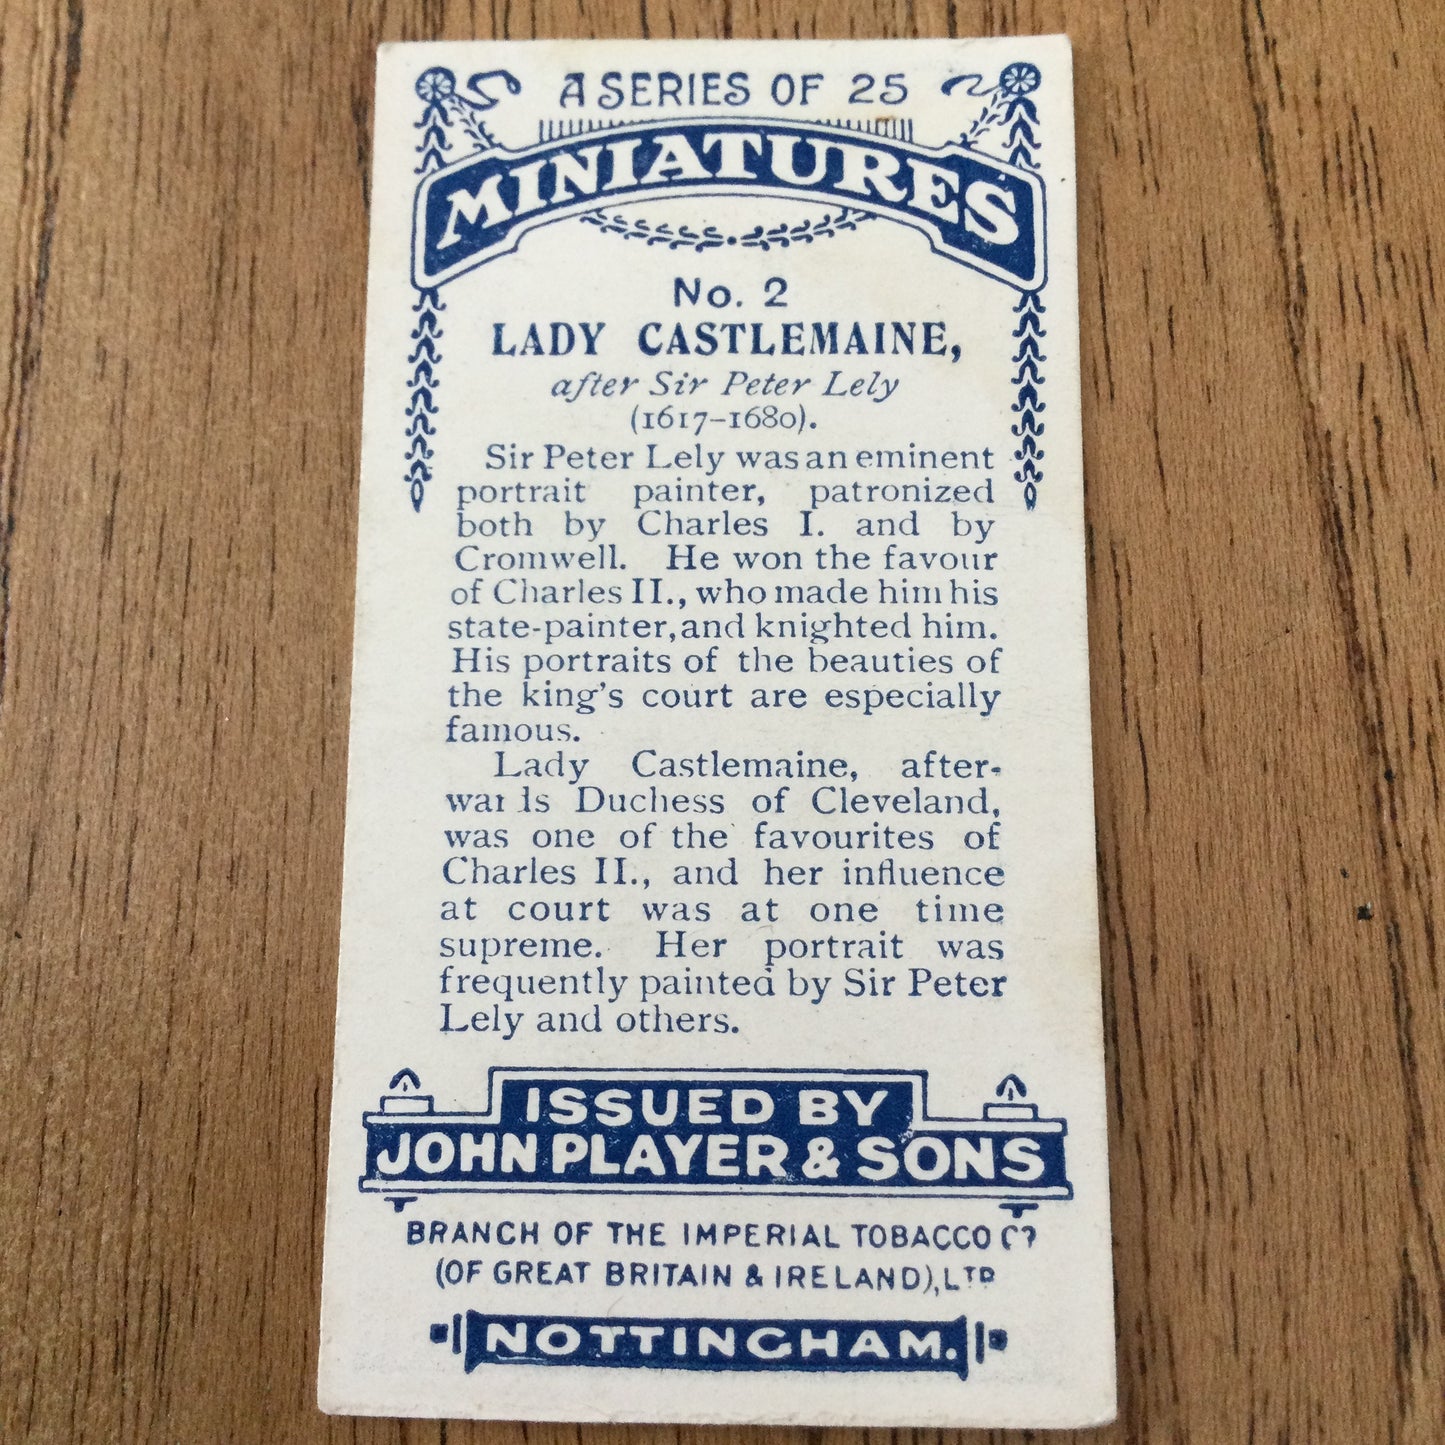 A SERIES OF 25
MINIATURES
No. 2
LADY CASTLEMAINE,
after Sir Peter Lely
(1617–1680).
Sir Peter Lely was an eminent
portrait painter, patronized
both by Charles I. and by
Cromwell. He won the favour
of Charles II., who made him his
state-painter, and knighted him.
His portraits of the beauties of
the king's court are especially
famous.
Lady Castlemaine, after-
wards Duchess of Cleveland,
was one of the favourites of
Charles II., and her influence
at court was at one time
supreme. Her portrait was
frequently painted by Sir Peter
Lely and others.
ISSUED BY
JOHN PLAYER & SONS
BRANCH OF THE IMPERIAL TOBACCO Co.
(OF GREAT BRITAIN & IRELAND), LTD
NOTTINGHAM.